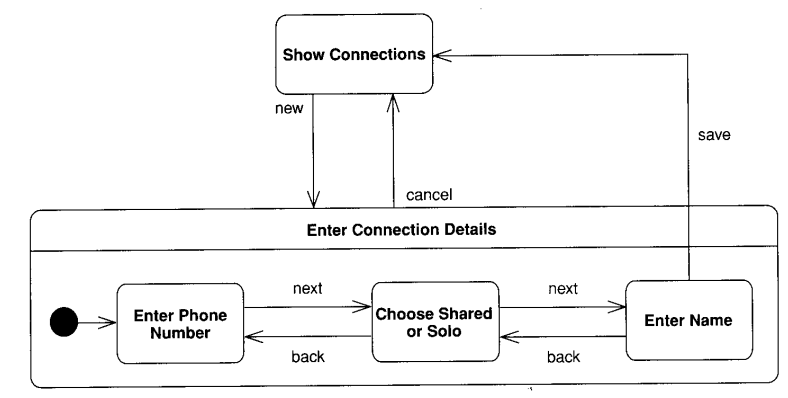 Show Connections
new
save
cancel
Enter Connection Details
next
next
Enter Phone
Number
Choose Shared
or Solo
Enter Name
back
back